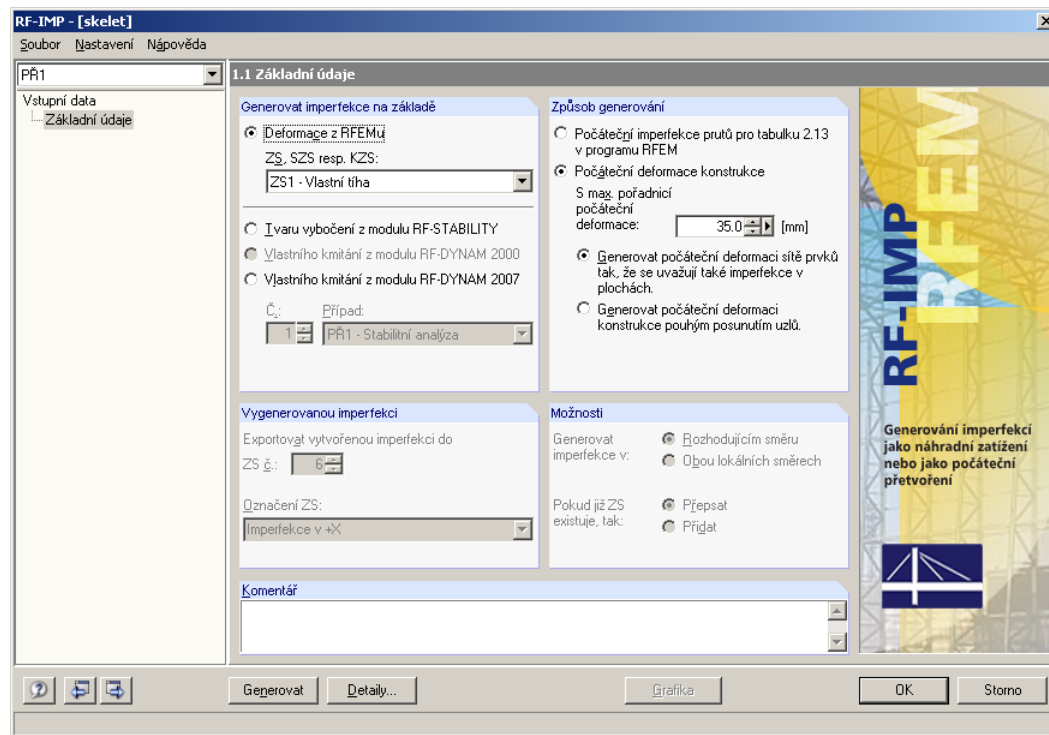 RF-IMP - [skelet]
Soubor Nastavení Nápověda
PŘ1
Vstupní data
Základní údaje
1.1 Základní údaje
Generovat imperfekce na základě
Deformace z RFEMu
ZS, SZS resp. KZS:
ZS1 - Vlastní tíha
Tvaru vybočení z modulu RF-STABILITY
Vlastního kmitání z modulu RF-DYNAM 2000
Vlastního kmitání z modulu RF-DYNAM 2007
Č.: Případ:
1 PŘ1 - Stabilitní analýza
Způsob generování
Počáteční imperfekce prutů pro tabulku 2.13
v programu RFEM
Počáteční deformace konstrukce
S max. pořadnicí
počáteční
deformace: 35.0 [mm]
Generovat počáteční deformaci sítě prvků
tak, že se uvažují také imperfekce v
plochách.
Generovat počáteční deformaci
konstrukce pouhým posunutím uzlů.
Vygenerovanou imperfekci
Exportovat vytvořenou imperfekci do
ZS č.: 6
Označení ZS:
Imperfekce v +X
Možnosti
Generovat
imperfekce v:
Rozhodujícím směru
Obou lokálních směrech
Pokud již ZS
existuje, tak:
Přepsat
Přidat
Komentář
RF-IMP
RFEM
Generování imperfekcí
jako náhradní zatížení
nebo jako počáteční
přetvoření
Generovat Detaily... Grafika OK Storno